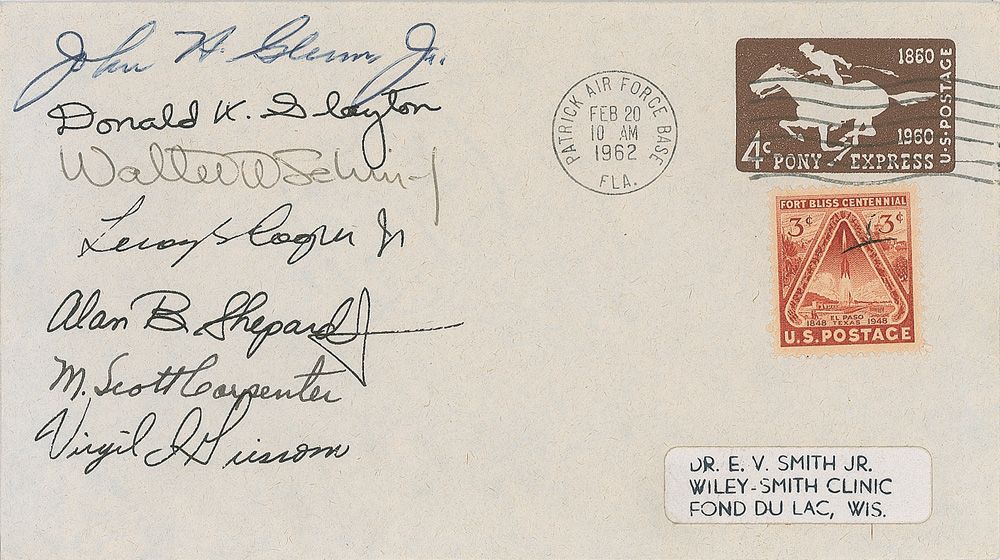 John H. Glenn Jr.
Donald K. Slayton
Walter M Schirra Jr
Leroy G Cooper Jr
Alan B. Shepard Jr
M. Scott Carpenter
Virgil I Grissom
PATRICK AIR FORCE BASE
FEB 20
10 AM
1962
FLA.
1860
1960
4c PONY EXPRESS
U.S. POSTAGE
FORT BLISS CENTENNIAL
3¢ 3¢
EL PASO
1848 TEXAS 1948
U.S. POSTAGE
DR. E. V. SMITH JR.
WILEY-SMITH CLINIC
FOND DU LAC, WIS.